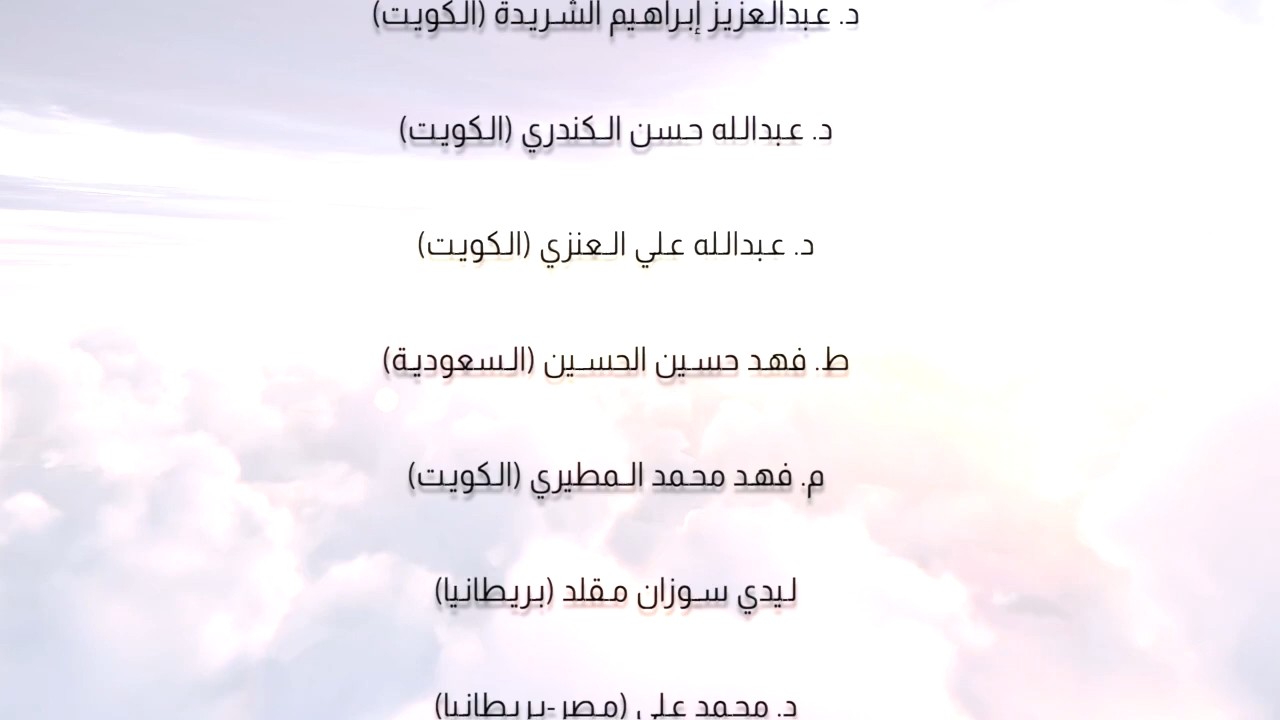 د. عبدالعزيز إبراهيم الشريدة (الكويت)
د. عبدالله حسن الكندري (الكويت)
د. عبدالله علي العنزي (الكويت)
ط. فهد حسين الحسين (السعودية)
م. فهد محمد المطيري (الكويت)
ليدي سوزان مقلد (بريطانيا)
د. محمد علي (مصر-بريطانيا)